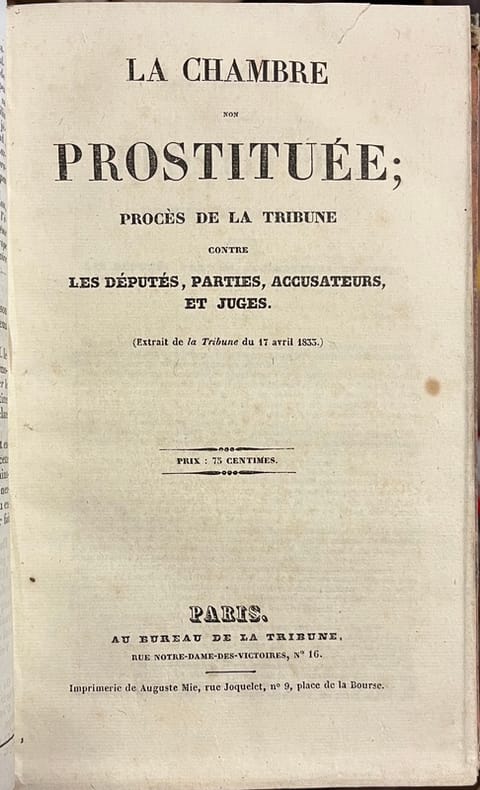 LA CHAMBRE
NON
PROSTITUÉE;
PROCÈS DE LA TRIBUNE
CONTRE
LES DÉPUTÉS, PARTIES, ACCUSATEURS,
ET JUGES.
(Extrait de la Tribune du 17 avril 1833.)
PRIX : 75 CENTIMES.
PARIS.
AU BUREAU DE LA TRIBUNE,
RUE NOTRE-DAME-DES-VICTOIRES, N° 16.
Imprimerie de Auguste Mie, rue Joquelet, n° 9, place de la Bourse.